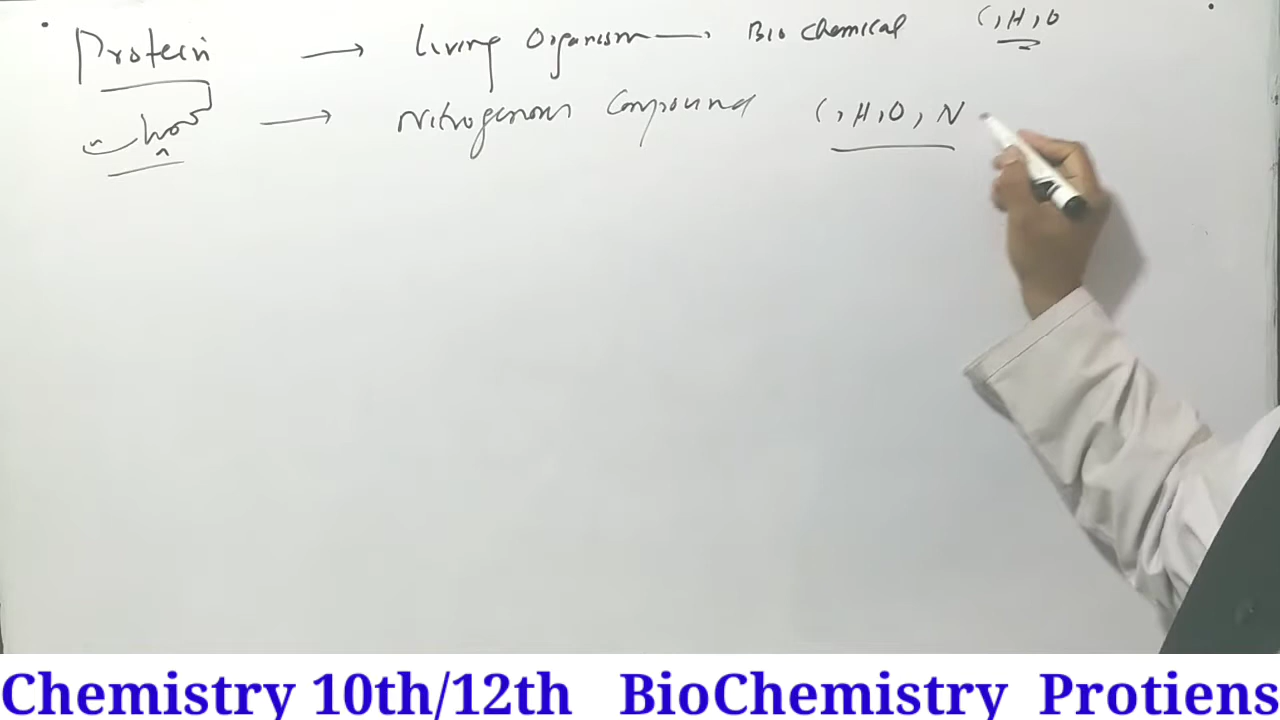 Protein → Living Organism → Bio Chemical C, H, O
→ Nitrogenous Compound C, H, O, N
Chemistry 10th/12th BioChemistry Protiens